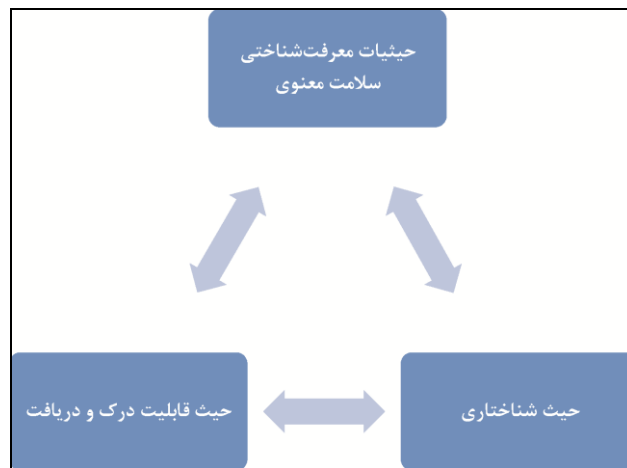 حیثیات معرفت‌شناختی
سلامت معنوی
حیث شناختاری
حیث قابلیت درک و دریافت